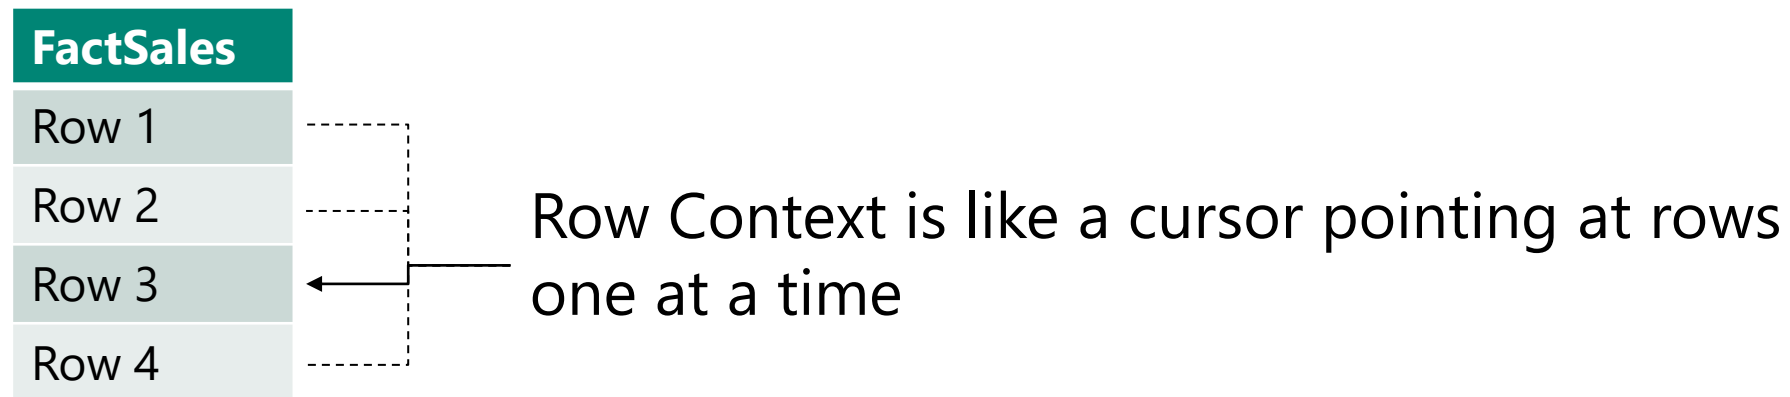 FactSales
Row 1
Row 2
Row 3
Row 4
Row Context is like a cursor pointing at rows
one at a time